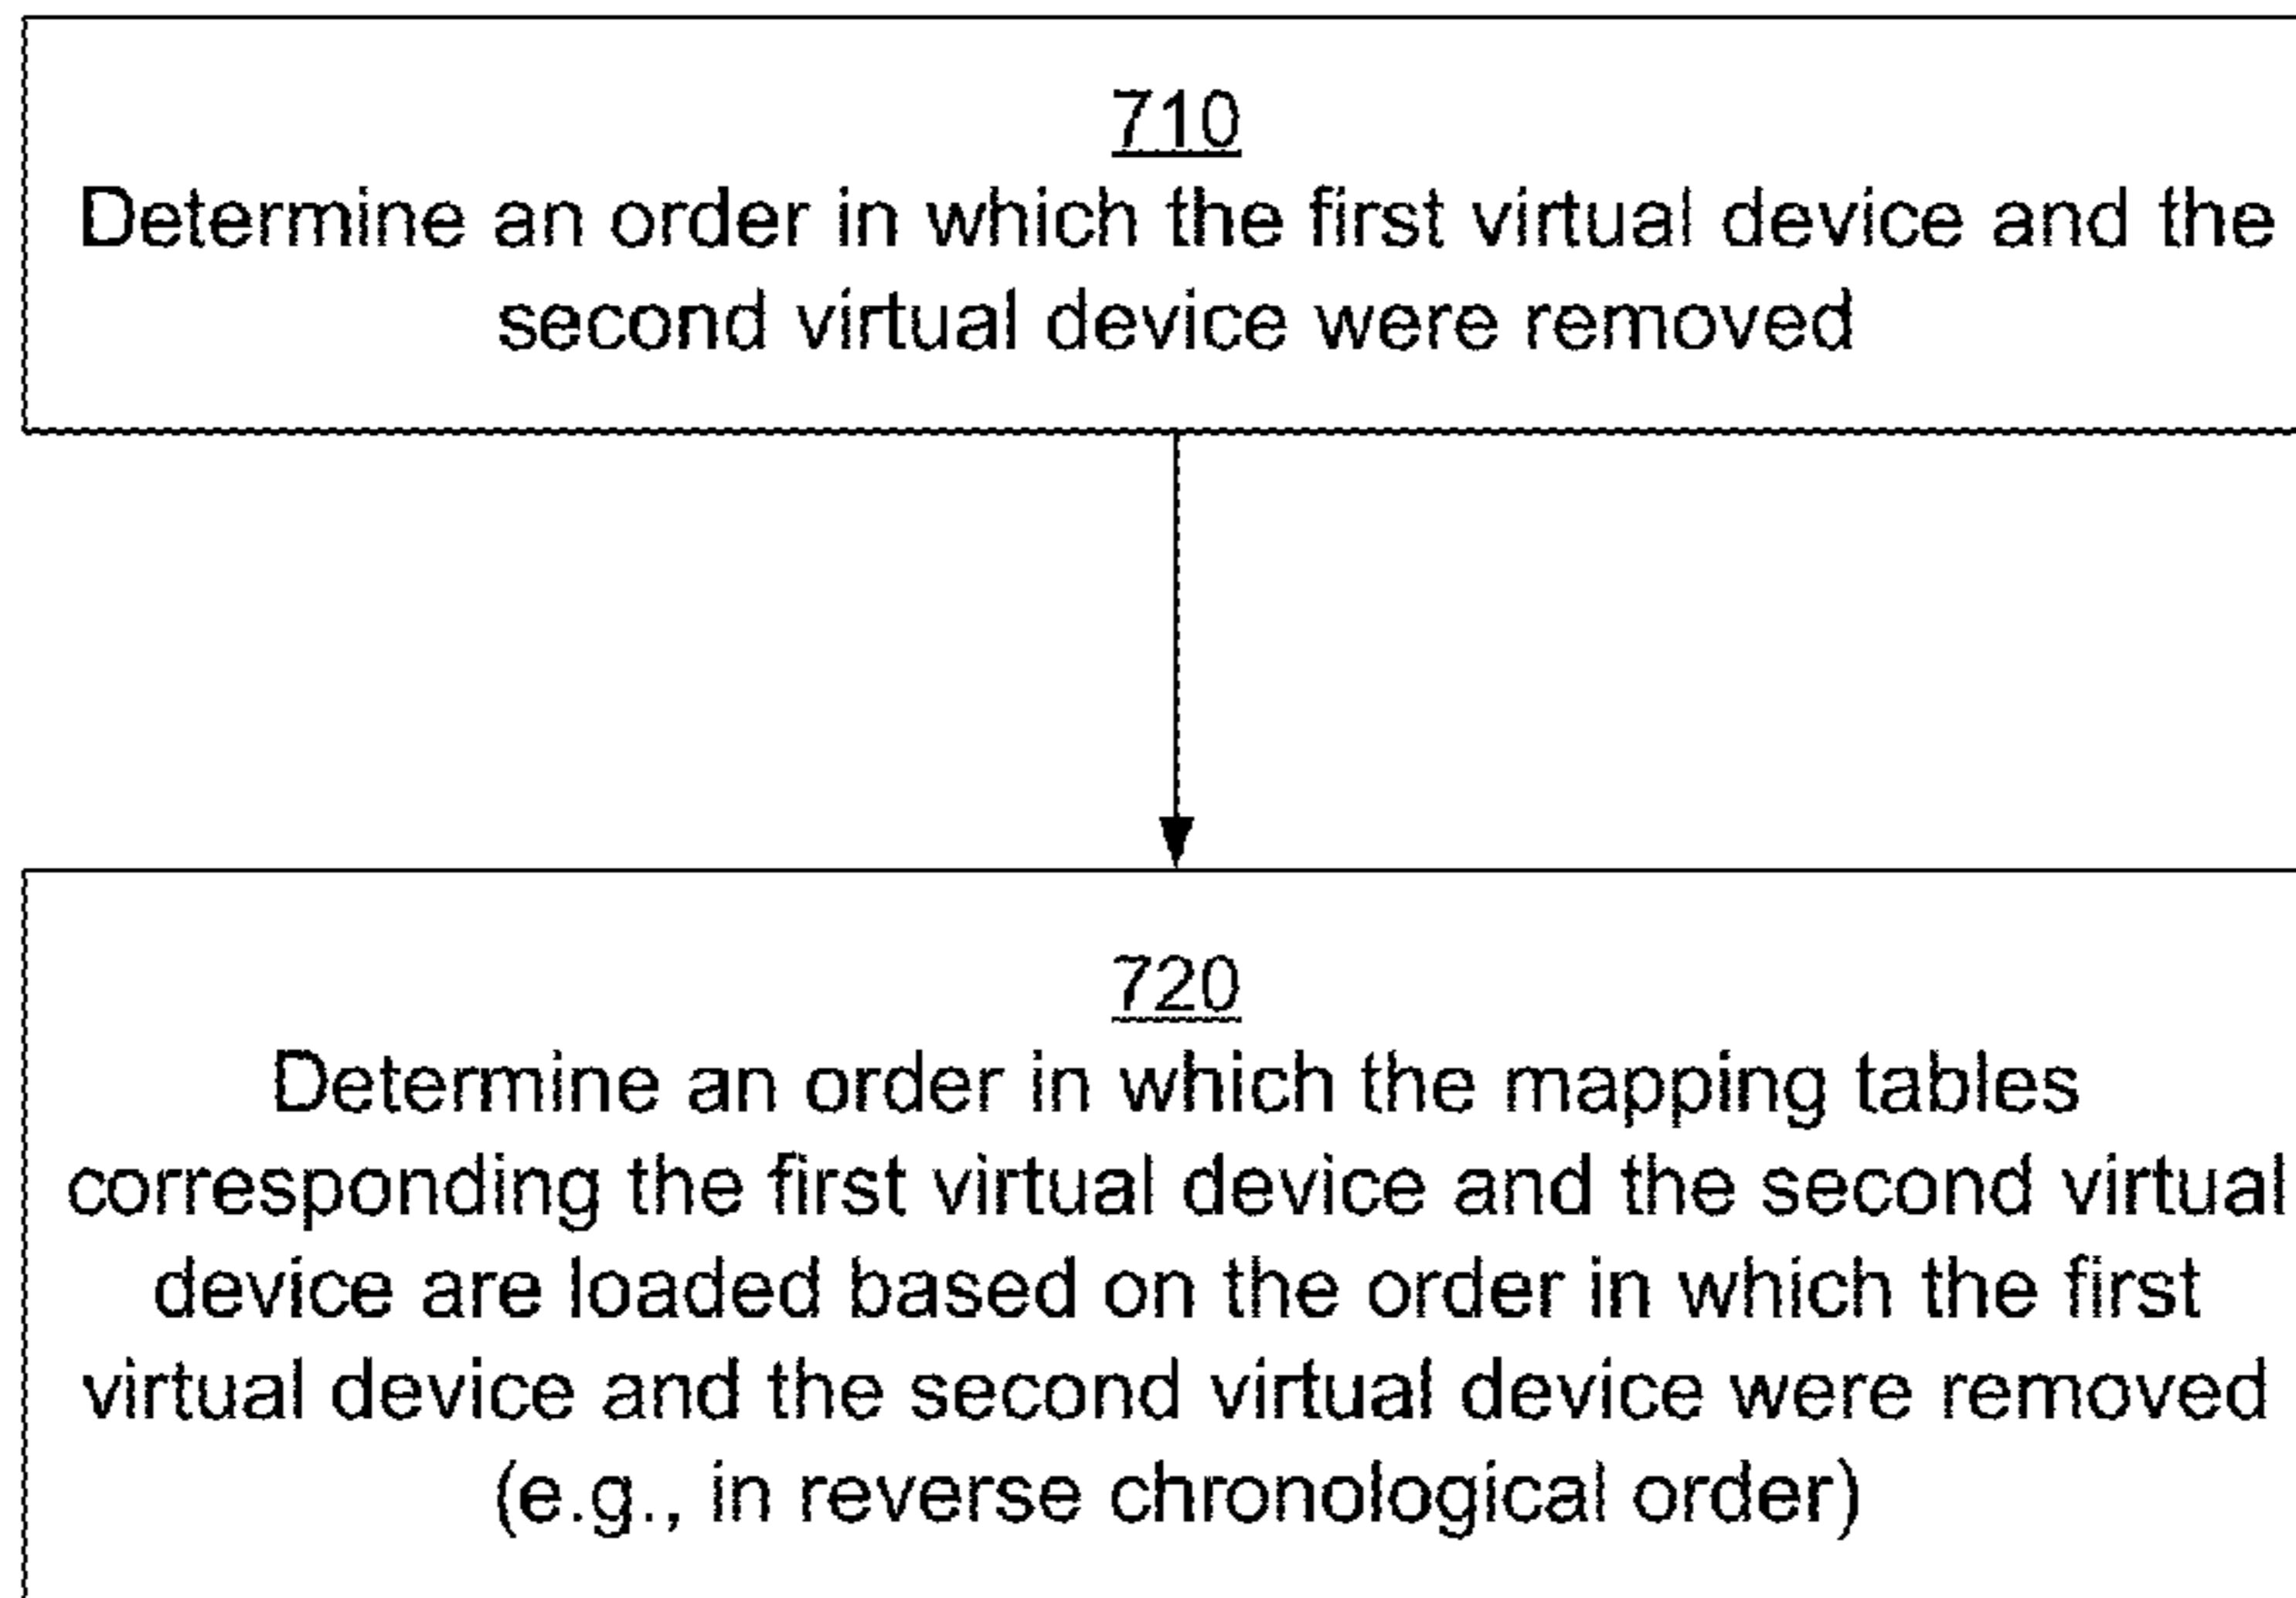 710
Determine an order in which the first virtual device and the
second virtual device were removed
720
Determine an order in which the mapping tables
corresponding the first virtual device and the second virtual
device are loaded based on the order in which the first
virtual device and the second virtual device were removed
(e.g., in reverse chronological order)